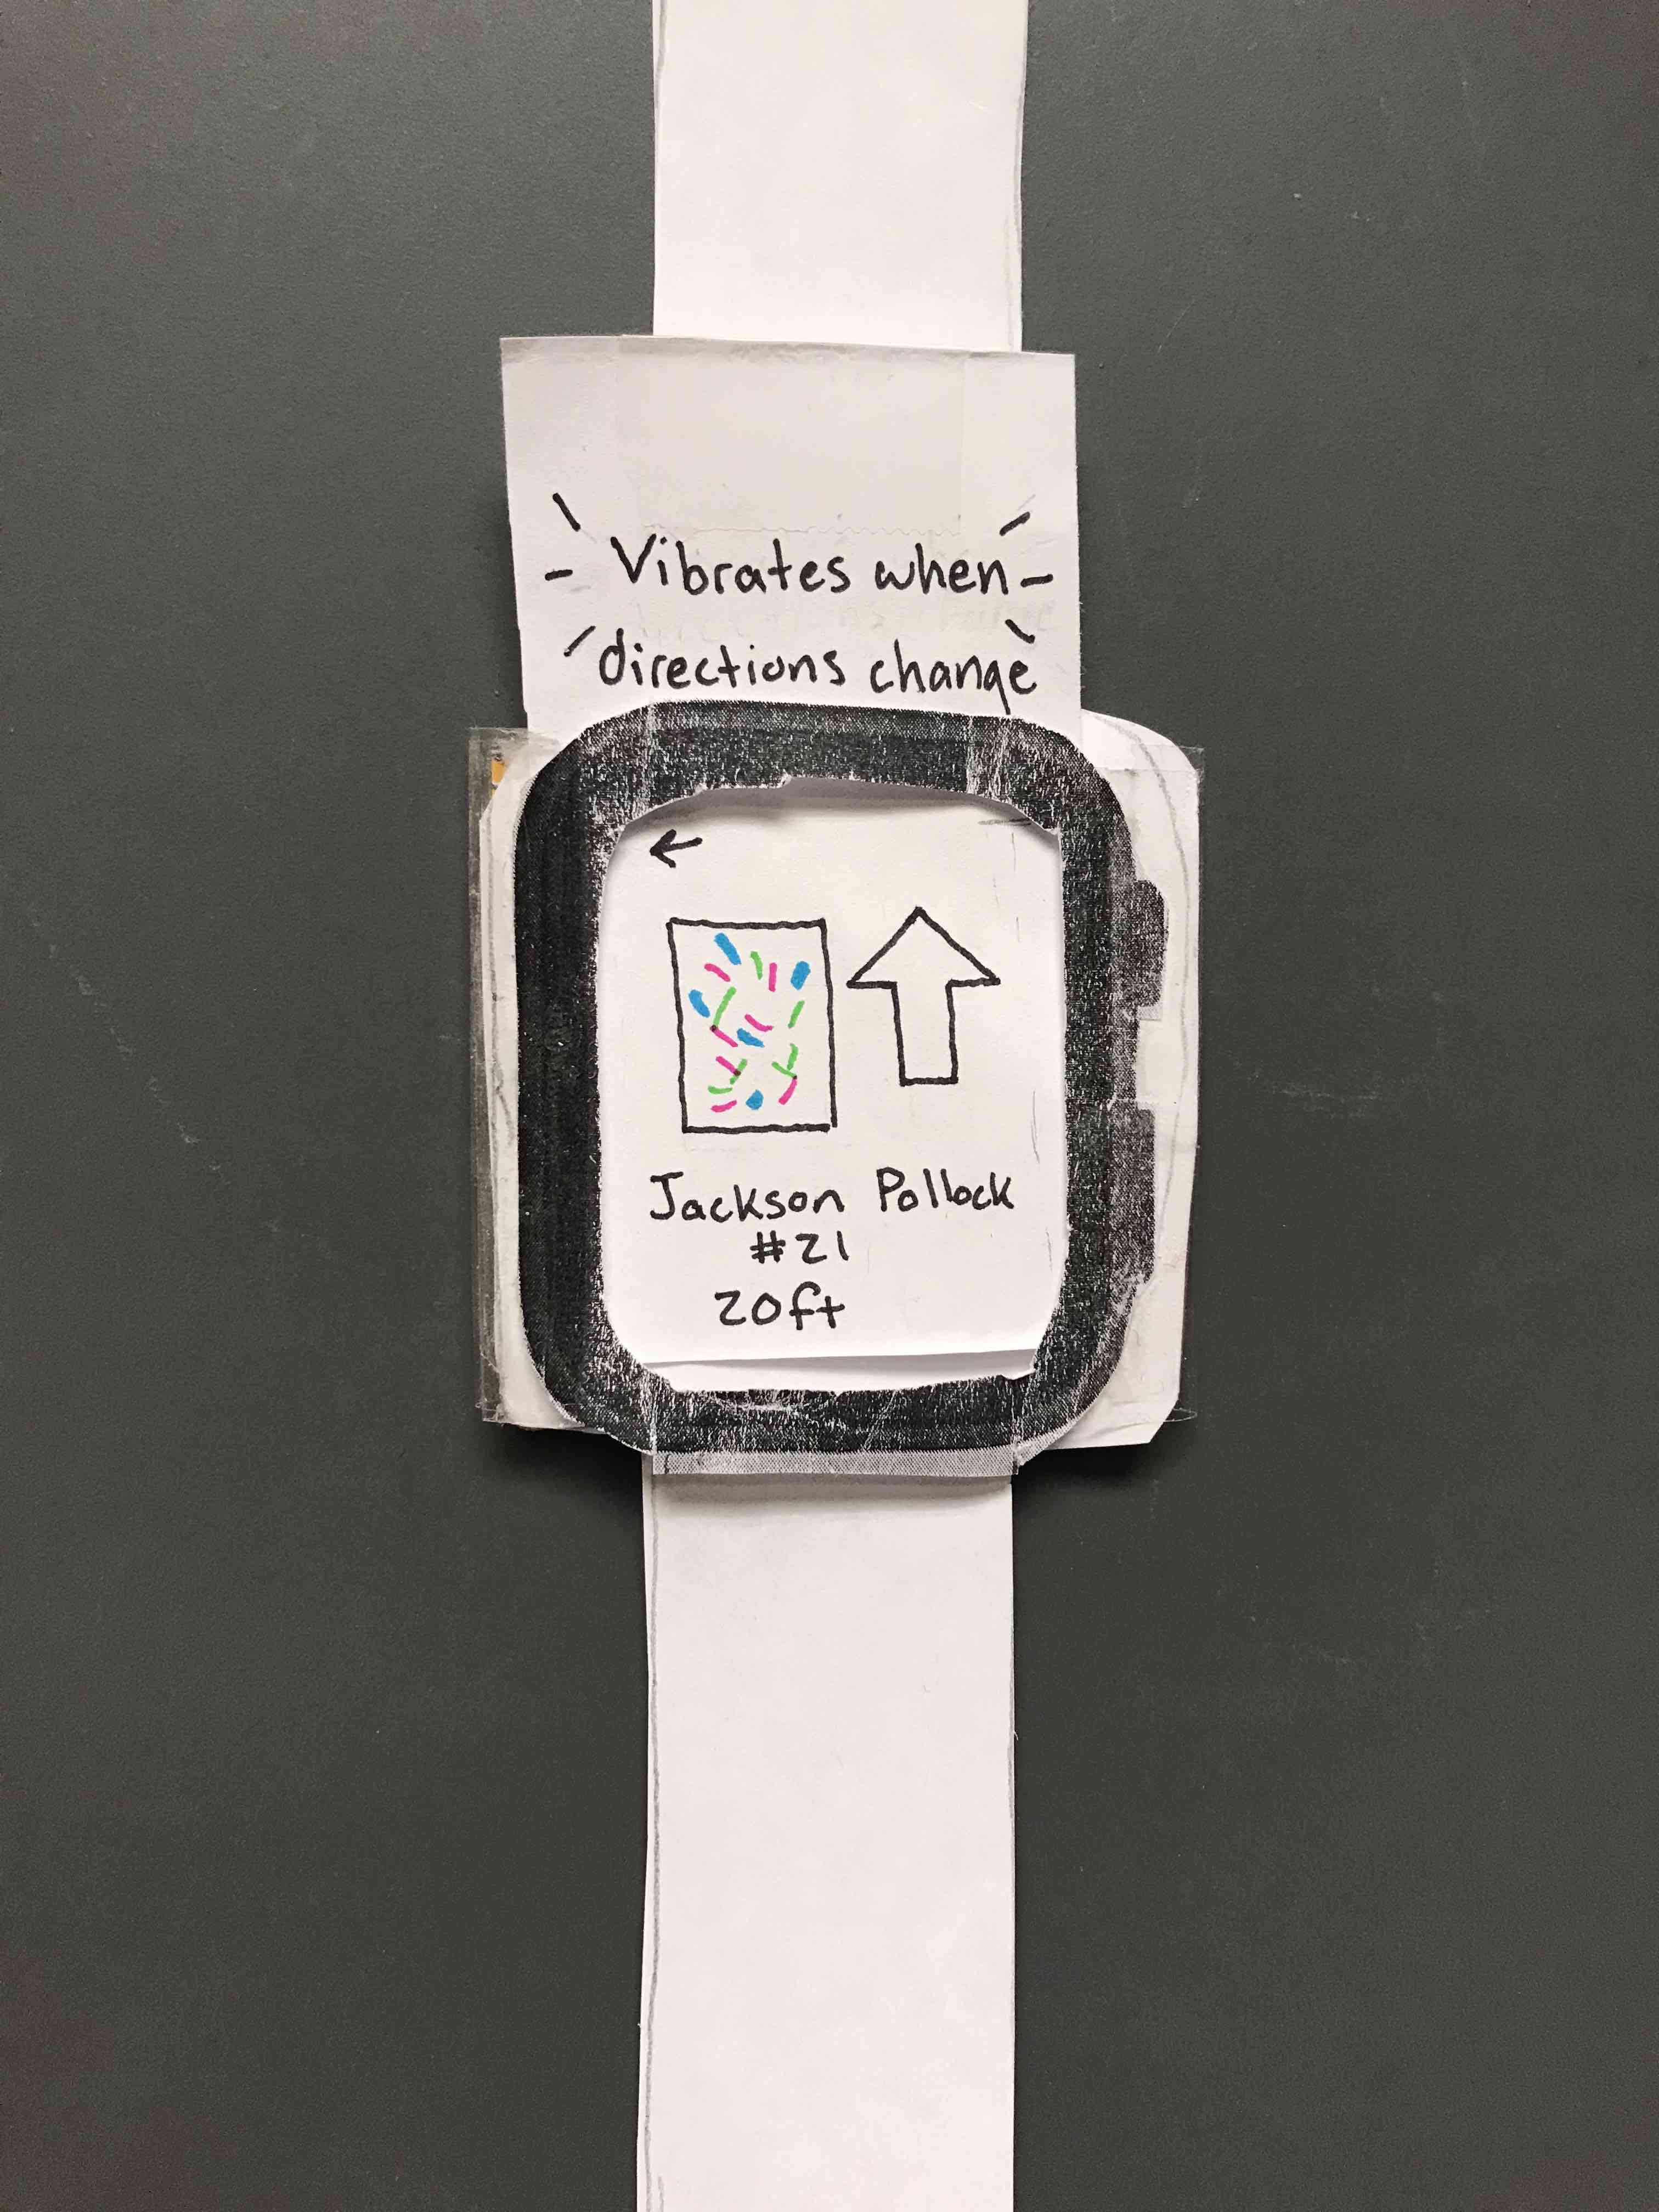 Vibrates when
directions change
Jackson Pollock
#21
20ft